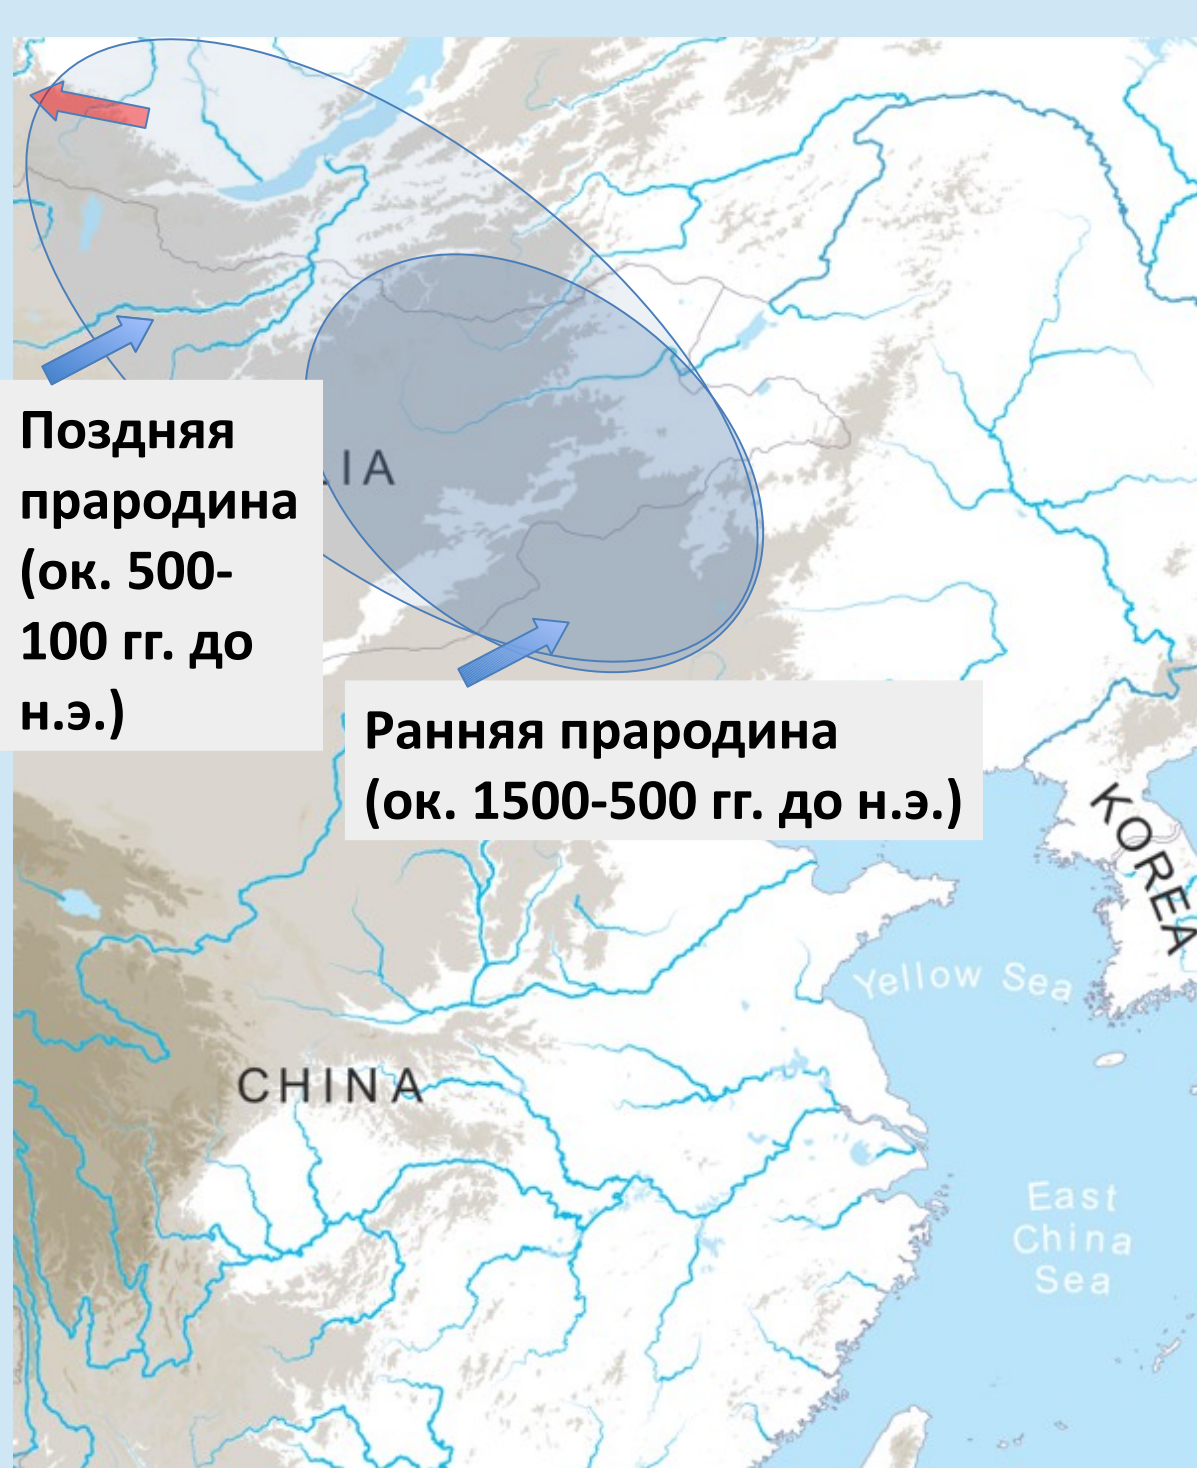 IA
Поздняя
прародина
(ок. 500-
100 гг. до
н.э.)
Ранняя прародина
(ок. 1500-500 гг. до н.э.)
KOREA
Yellow Sea
CHINA
East
China
Sea